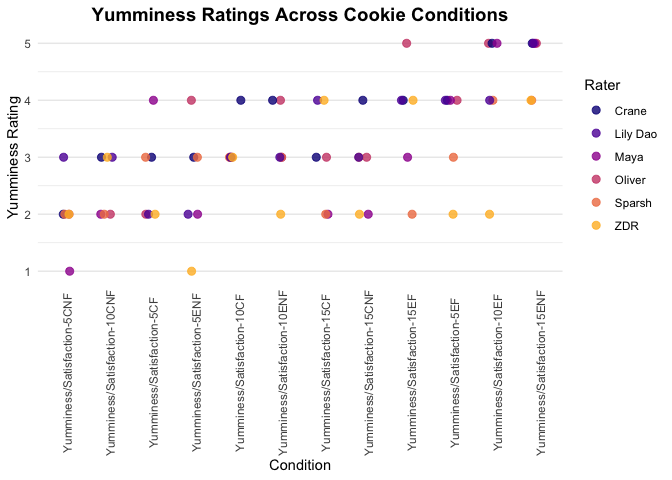 Yumminess Ratings Across Cookie Conditions
Yumminess Rating
5
4
3
2
1
Yumminess/Satisfaction-5CNF
Yumminess/Satisfaction-10CNF
Yumminess/Satisfaction-5CF
Yumminess/Satisfaction-5ENF
Yumminess/Satisfaction-10CF
Yumminess/Satisfaction-10ENF
Yumminess/Satisfaction-15CF
Yumminess/Satisfaction-15CNF
Yumminess/Satisfaction-15EF
Yumminess/Satisfaction-5EF
Yumminess/Satisfaction-10EF
Yumminess/Satisfaction-15ENF
Condition
Rater
Crane
Lily Dao
Maya
Oliver
Sparsh
ZDR